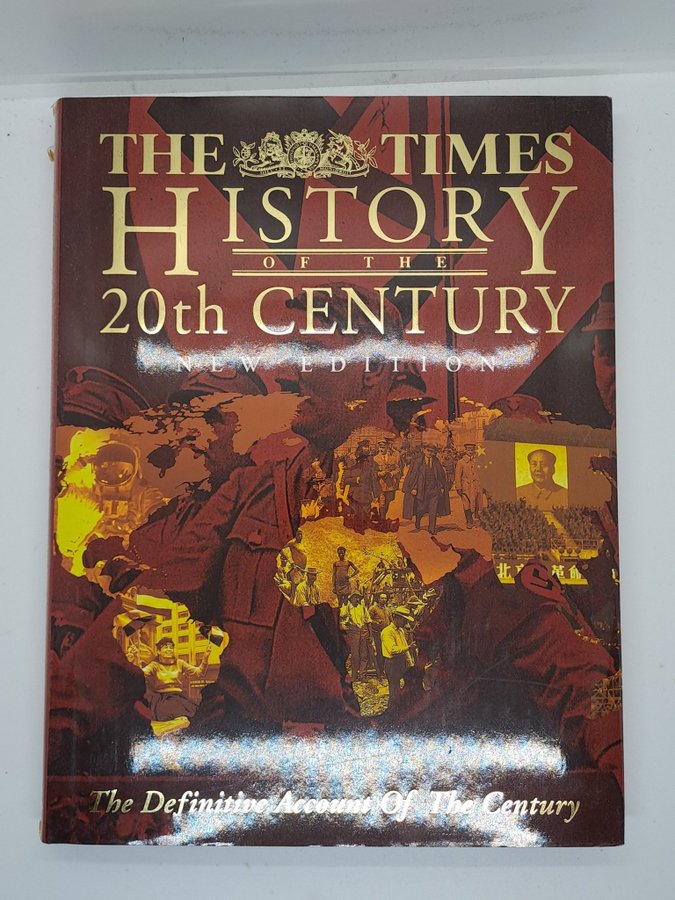 THE TIMES
HISTORY
OF THE
20th CENTURY
NEW EDITION
The Definitive Account Of The Century